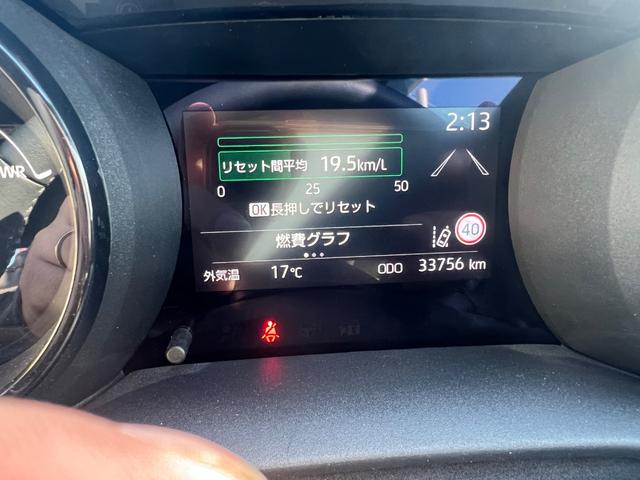 2:13
リセット間平均 19.5km/L
0 25 50
OK長押しでリセット
燃費グラフ
40
外気温 17℃ ODO 33756 km
WR